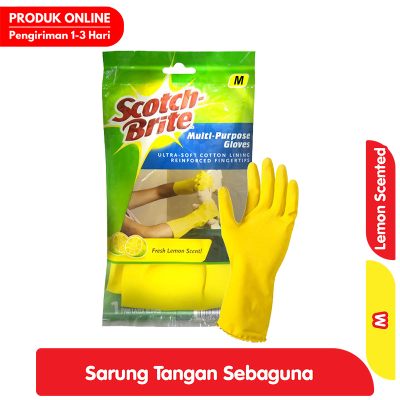 PRODUK ONLINE
Pengiriman 1-3 Hari
M
Scotch-
Brite
Multi-Purpose
Gloves
ULTRA-SOFT COTTON LINING
REINFORCED FINGERTIPS
Fresh Lemon Scent!
1
Lemon Scented
M
Sarung Tangan Sebaguna